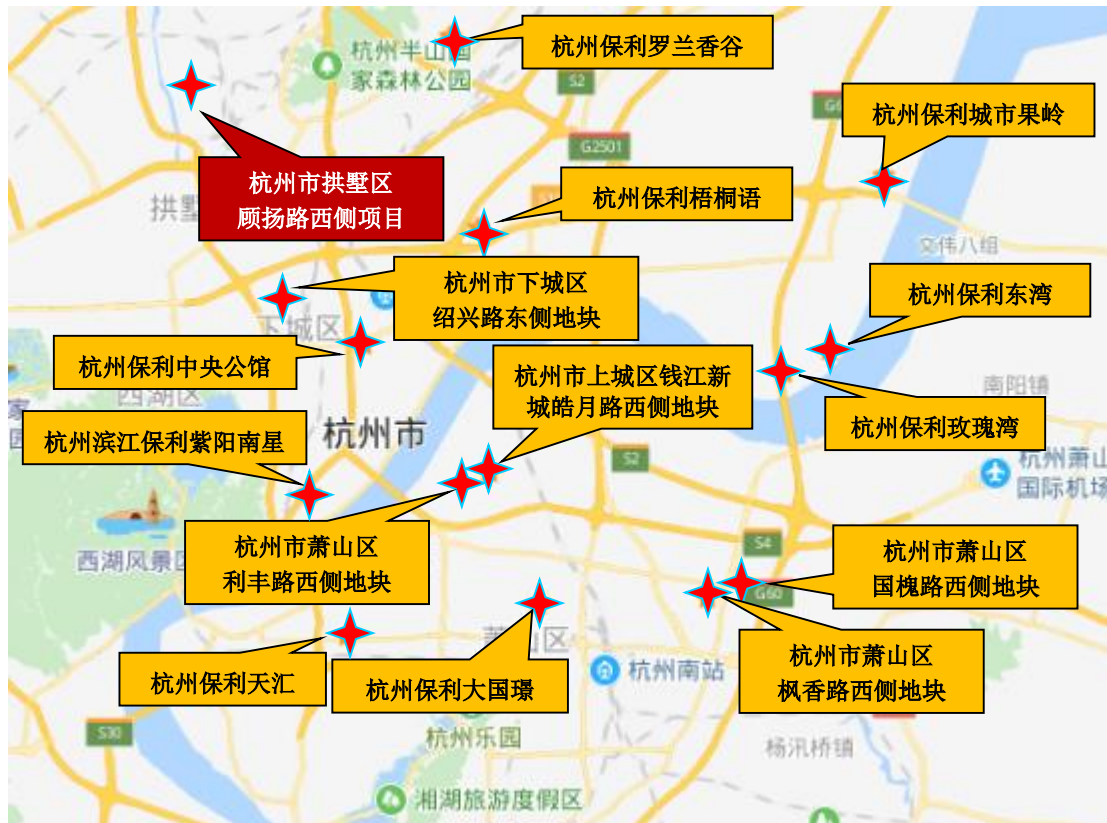 杭州保利罗兰香谷
杭州半山国
家森林公园
S2
G6
杭州保利城市果岭
G2501
杭州市拱墅区
顾扬路西侧项目
拱墅
杭州保利梧桐语
文伟八组
杭州市下城区
绍兴路东侧地块
杭州保利东湾
下城区
杭州保利中央公馆
杭州市上城区钱江新
城皓月路西侧地块
南阳镇
西湖区
家
园
杭州市
杭州保利玫瑰湾
杭州滨江保利紫阳南星
S2
杭州萧山
国际机场
杭州市萧山区
利丰路西侧地块
S4
杭州市萧山区
国槐路西侧地块
西湖风景区
G60
萧山区
杭州保利天汇
杭州保利大国璟
杭州南站
杭州市萧山区
枫香路西侧地块
S30
杭州乐园
杨汛桥镇
湘湖旅游度假区